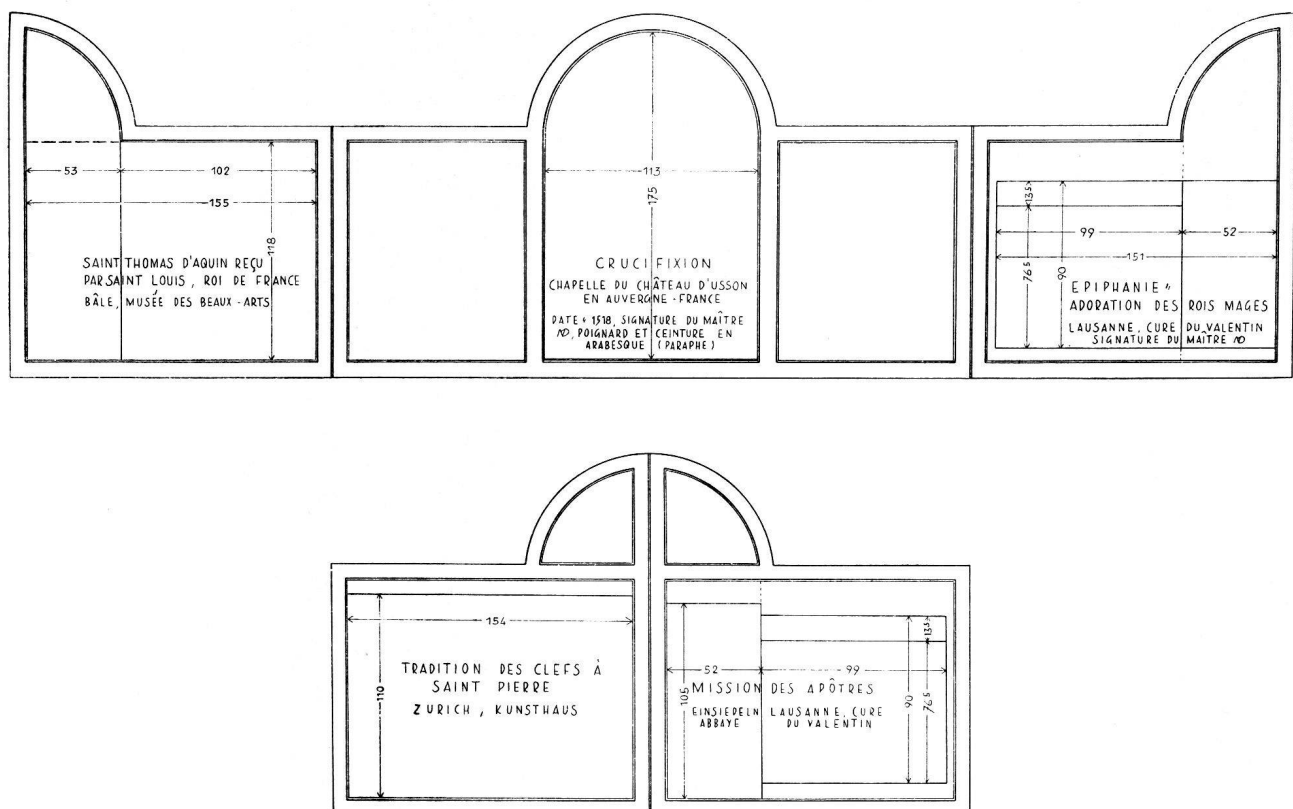 53
102
155
118
SAINT THOMAS D'AQUIN REÇU
PAR SAINT LOUIS, ROI DE FRANCE
BÂLE, MUSÉE DES BEAUX-ARTS
113
175
CRUCIFIXION
CHAPELLE DU CHÂTEAU D'USSON
EN AUVERGNE-FRANCE
DATE: 1518, SIGNATURE DU MAÎTRE
ND, POIGNARD ET CEINTURE EN
ARABESQUE (PARAPHE)
13.5
99
52
151
76.5
90
EPIPHANIE "
ADORATION DES ROIS MAGES
LAUSANNE, CURE DU VALENTIN
SIGNATURE DU MAÎTRE ND
154
110
TRADITION DES CLEFS À
SAINT PIERRE
ZURICH, KUNSTHAUS
13.5
52
99
105
90
76.5
MISSION DES APÔTRES
EINSIEDELN LAUSANNE, CURE
ABBAYE DU VALENTIN